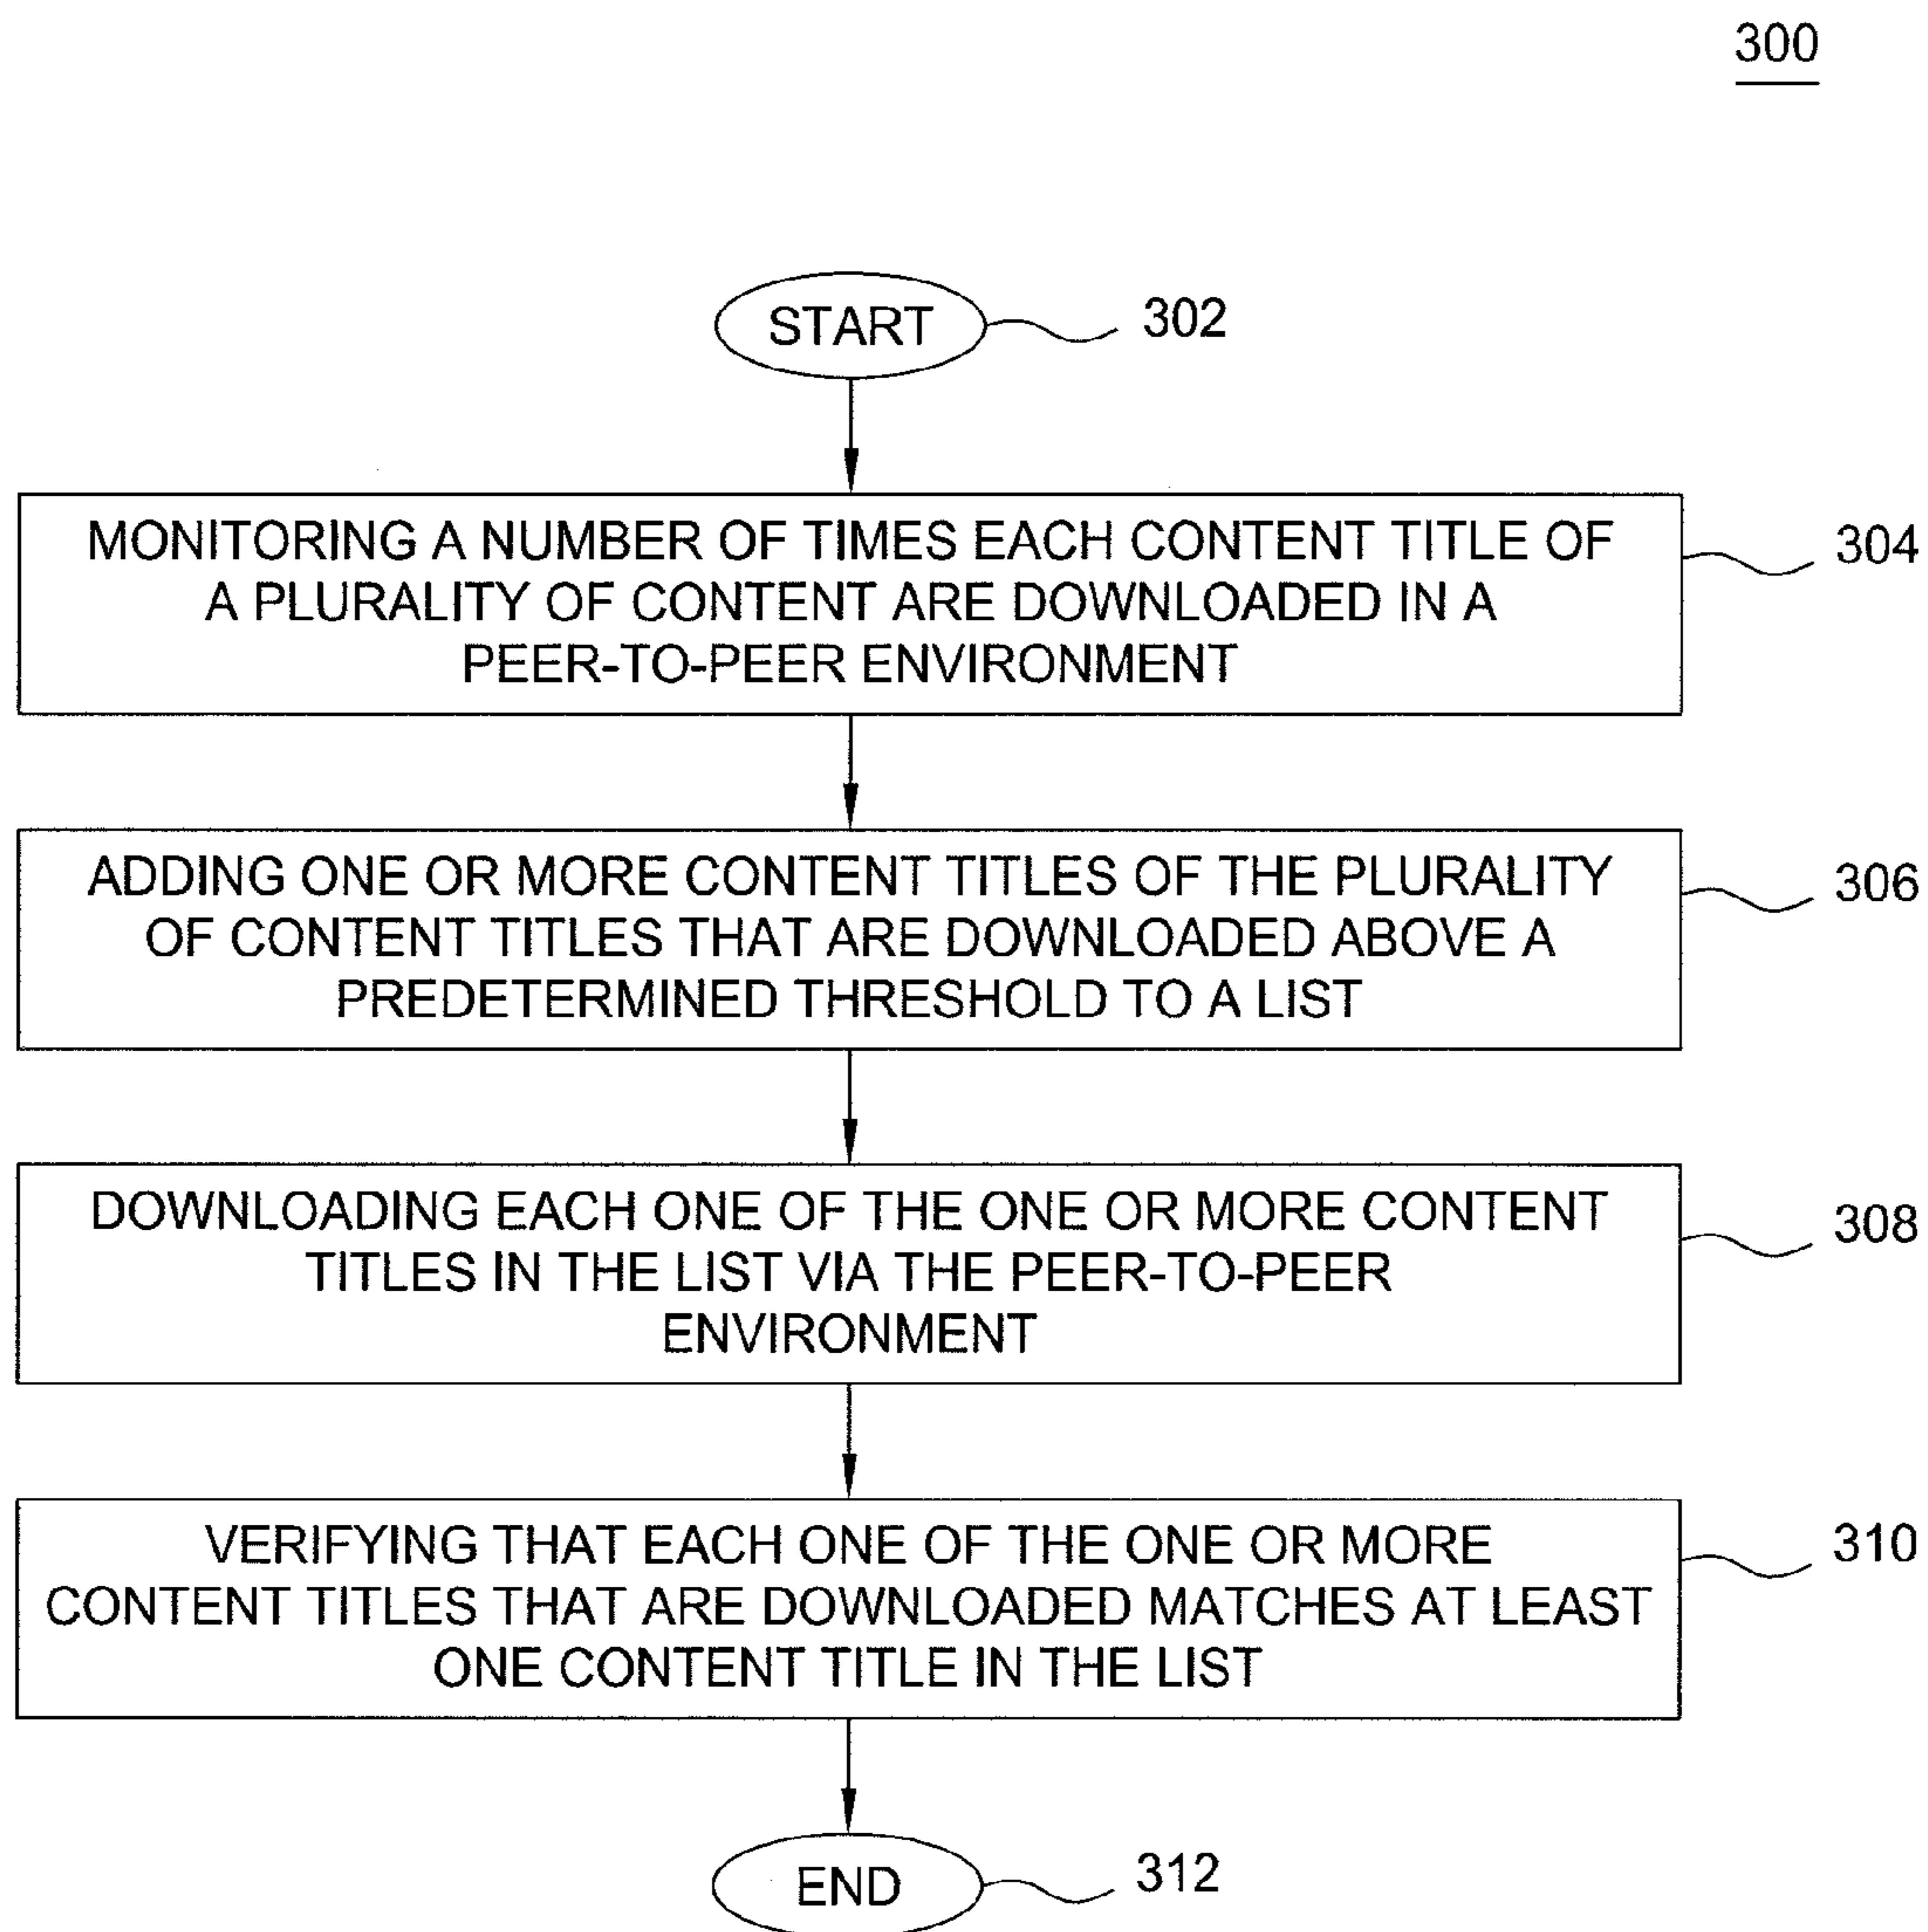 300
START
302
MONITORING A NUMBER OF TIMES EACH CONTENT TITLE OF
A PLURALITY OF CONTENT ARE DOWNLOADED IN A
PEER-TO-PEER ENVIRONMENT
304
ADDING ONE OR MORE CONTENT TITLES OF THE PLURALITY
OF CONTENT TITLES THAT ARE DOWNLOADED ABOVE A
PREDETERMINED THRESHOLD TO A LIST
306
DOWNLOADING EACH ONE OF THE ONE OR MORE CONTENT
TITLES IN THE LIST VIA THE PEER-TO-PEER
ENVIRONMENT
308
VERIFYING THAT EACH ONE OF THE ONE OR MORE
CONTENT TITLES THAT ARE DOWNLOADED MATCHES AT LEAST
ONE CONTENT TITLE IN THE LIST
310
END
312